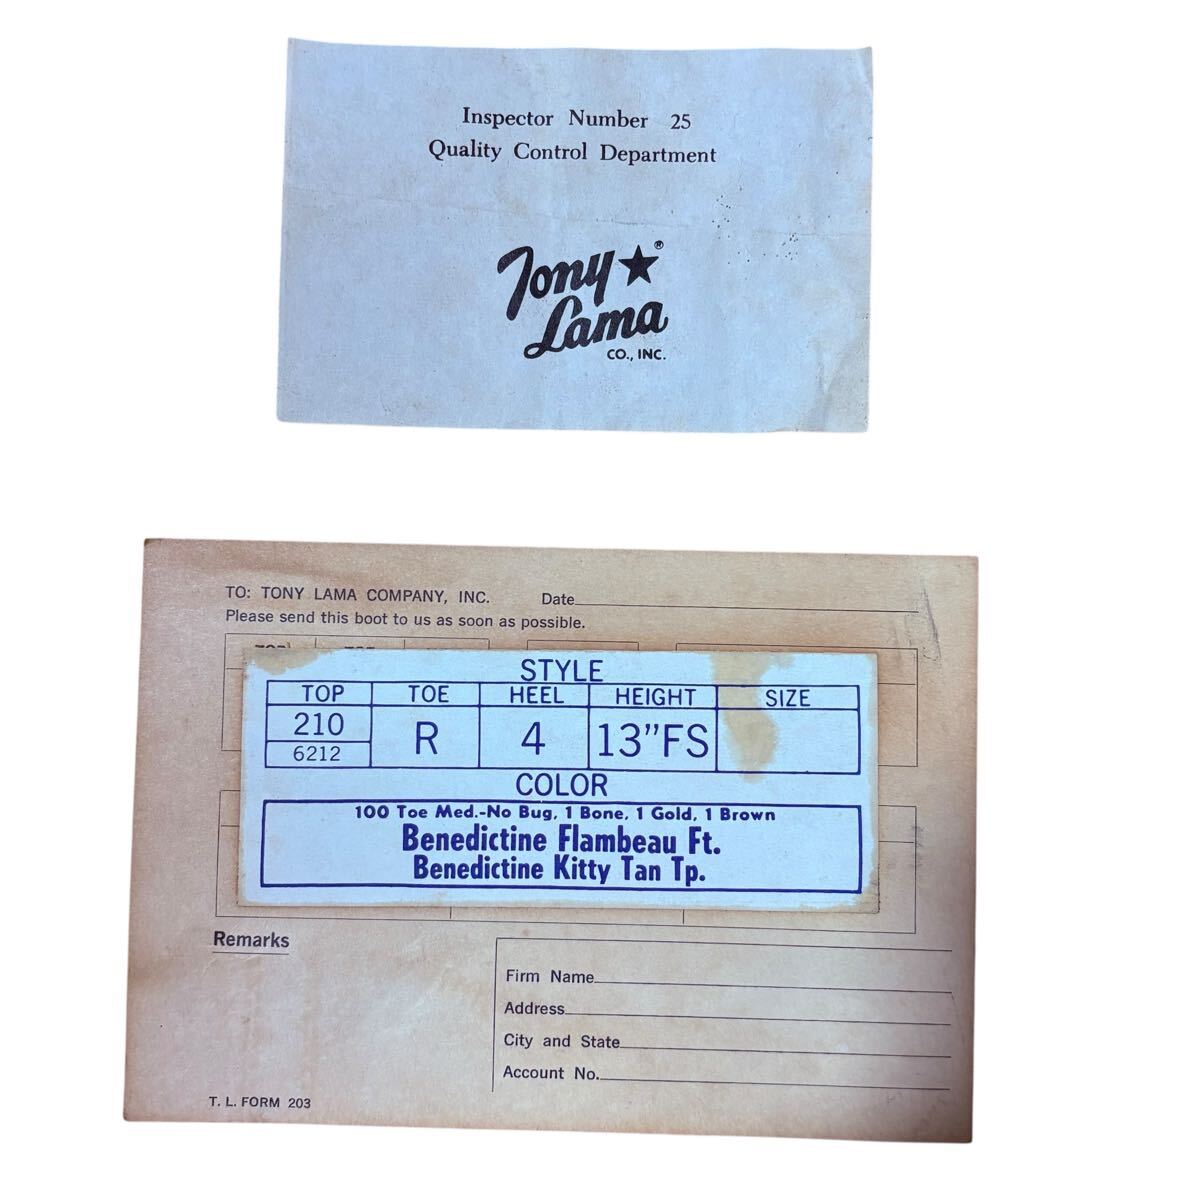 Inspector Number 25
Quality Control Department
Tony Lama ®
CO., INC.
TO: TONY LAMA COMPANY, INC. Date
Please send this boot to us as soon as possible.
STYLE
TOP TOE HEEL HEIGHT SIZE
210 R 4 13”FS
6212
COLOR
100 Toe Med.-No Bug, 1 Bone, 1 Gold, 1 Brown
Benedictine Flambeau Ft.
Benedictine Kitty Tan Tp.
Remarks
Firm Name
Address
City and State
Account No.
T. L. FORM 203